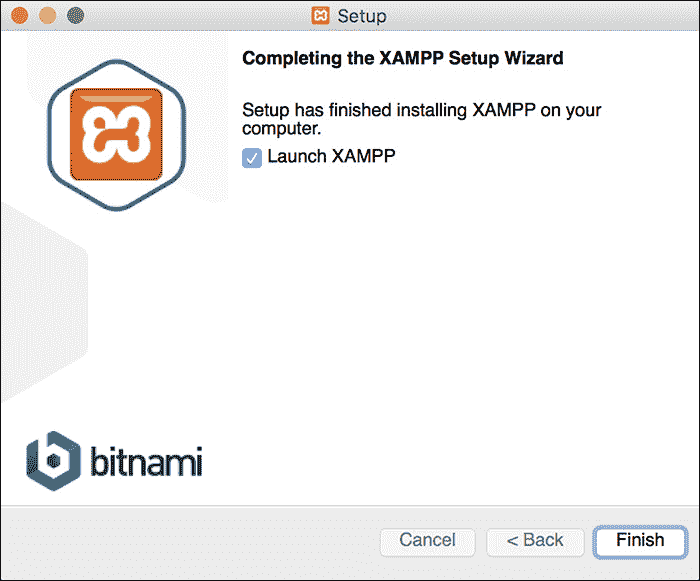 Setup
Completing the XAMPP Setup Wizard
Setup has finished installing XAMPP on your
computer.
Launch XAMPP
bitnami
Cancel
< Back
Finish